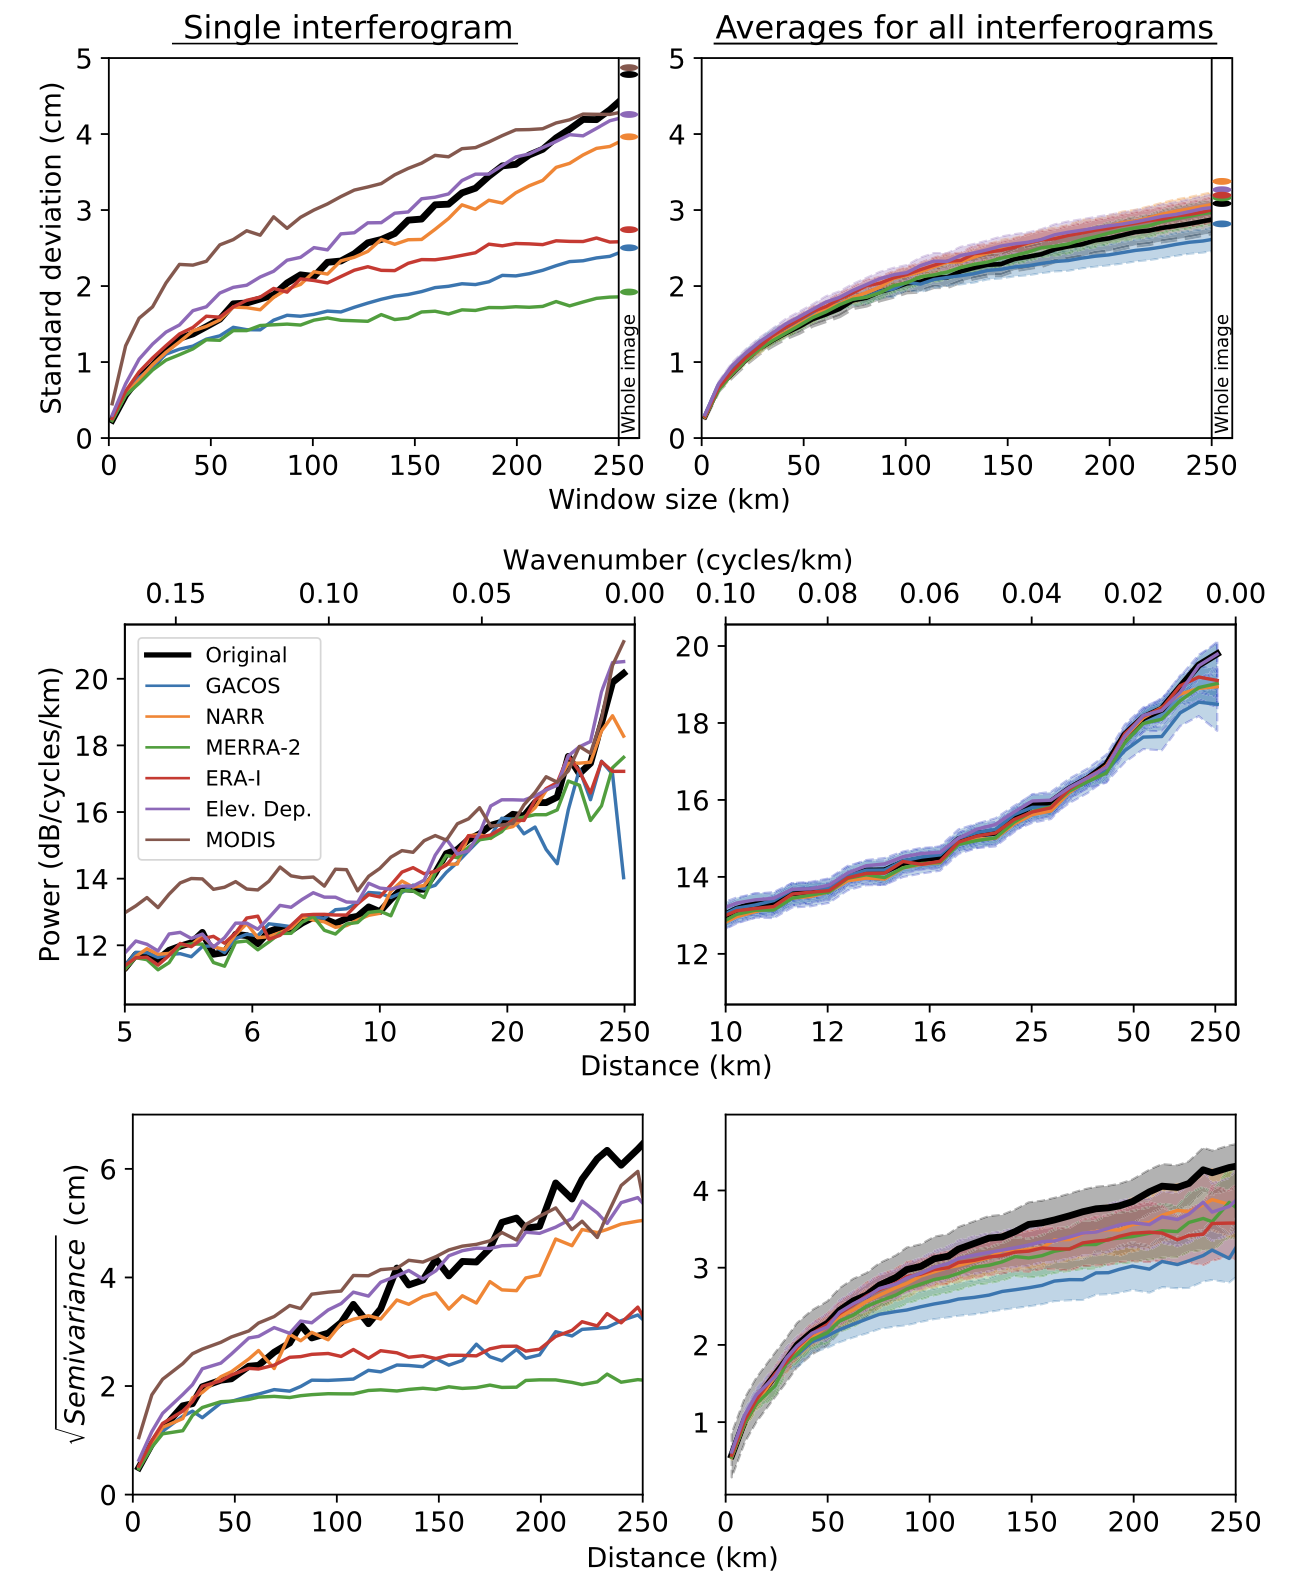 Single interferogram
Averages for all interferograms
Standard deviation (cm)
5
4
3
2
1
0
Whole image
0 50 100 150 200 250
5
4
3
2
1
0
Whole image
0 50 100 150 200 250
Window size (km)
Wavenumber (cycles/km)
0.15 0.10 0.05 0.00
0.10 0.08 0.06 0.04 0.02 0.00
Power (dB/cycles/km)
20
18
16
14
12
Original
GACOS
NARR
MERRA-2
ERA-I
Elev. Dep.
MODIS
5 6 10 20 250
20
18
16
14
12
10 12 16 25 50 250
Distance (km)
√Semivariance (cm)
6
4
2
0
0 50 100 150 200 250
4
3
2
1
0 50 100 150 200 250
Distance (km)